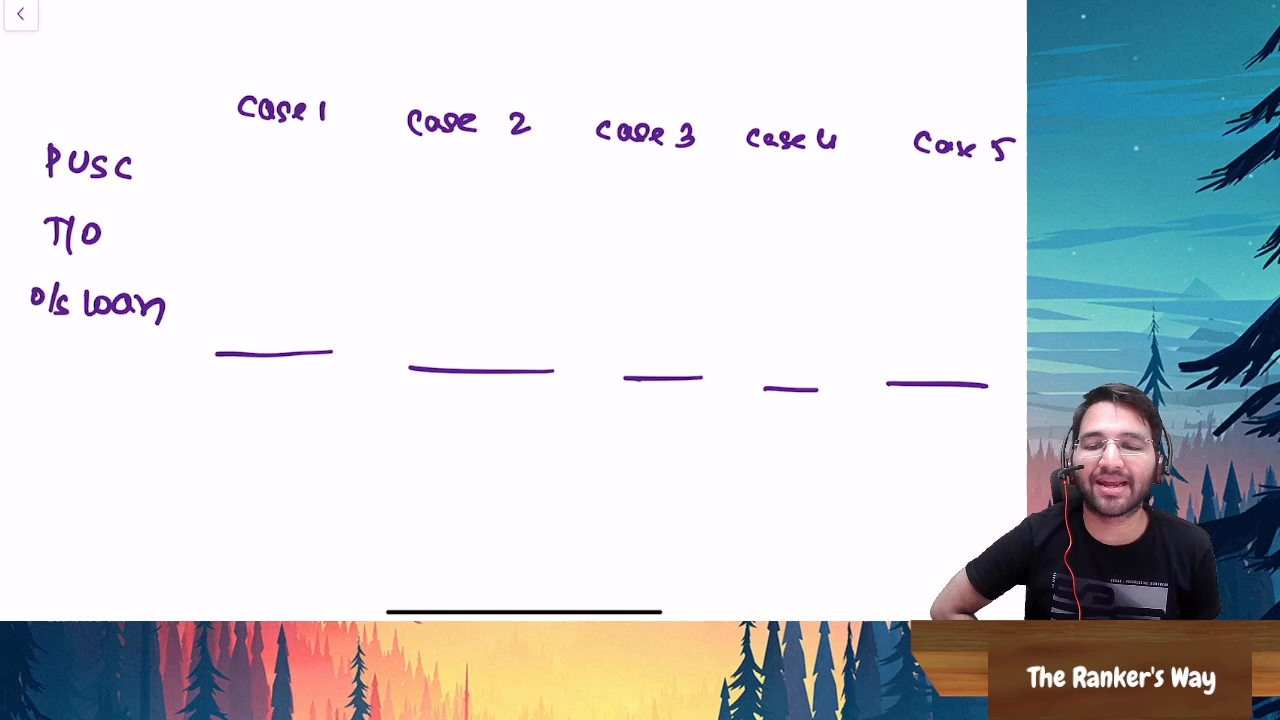 case 1 case 2 case 3 case 4 case 5
PUSC
T/O
o/s loan
The Ranker's Way